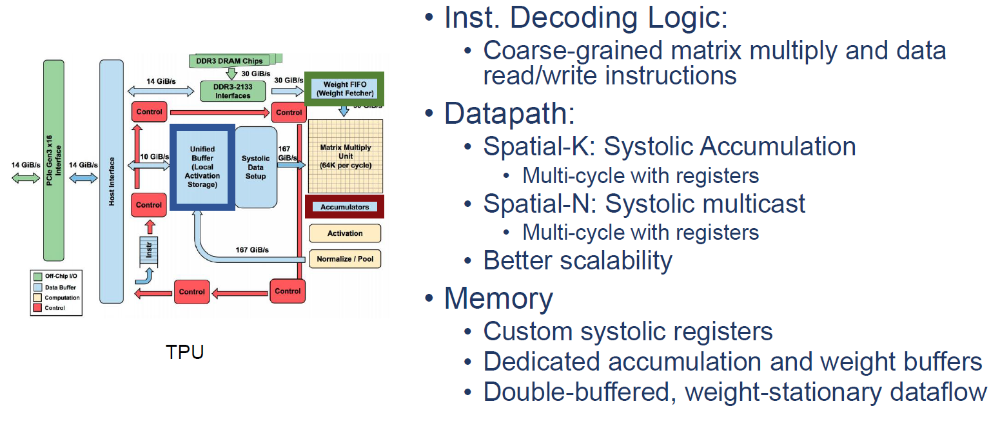 DDR3 DRAM Chips
30 GiB/s
14 GiB/s
DDR3-2133
Interfaces
30 GiB/s
Weight FIFO
(Weight Fetcher)
30 GiB/s
Control
Control
PCIe Gen3 x16
Interface
14 GiB/s
14 GiB/s
Host Interface
10 GiB/s
Unified
Buffer
(Local
Activation
Storage)
Systolic
Data
Setup
167
GiB/s
Matrix Multiply
Unit
(64K per cycle)
Control
Accumulators
Activation
Instr
167 GiB/s
Normalize / Pool
Off-Chip I/O
Data Buffer
Computation
Control
Control
Control
TPU
• Inst. Decoding Logic:
• Coarse-grained matrix multiply and data
read/write instructions
• Datapath:
• Spatial-K: Systolic Accumulation
• Multi-cycle with registers
• Spatial-N: Systolic multicast
• Multi-cycle with registers
• Better scalability
• Memory
• Custom systolic registers
• Dedicated accumulation and weight buffers
• Double-buffered, weight-stationary dataflow